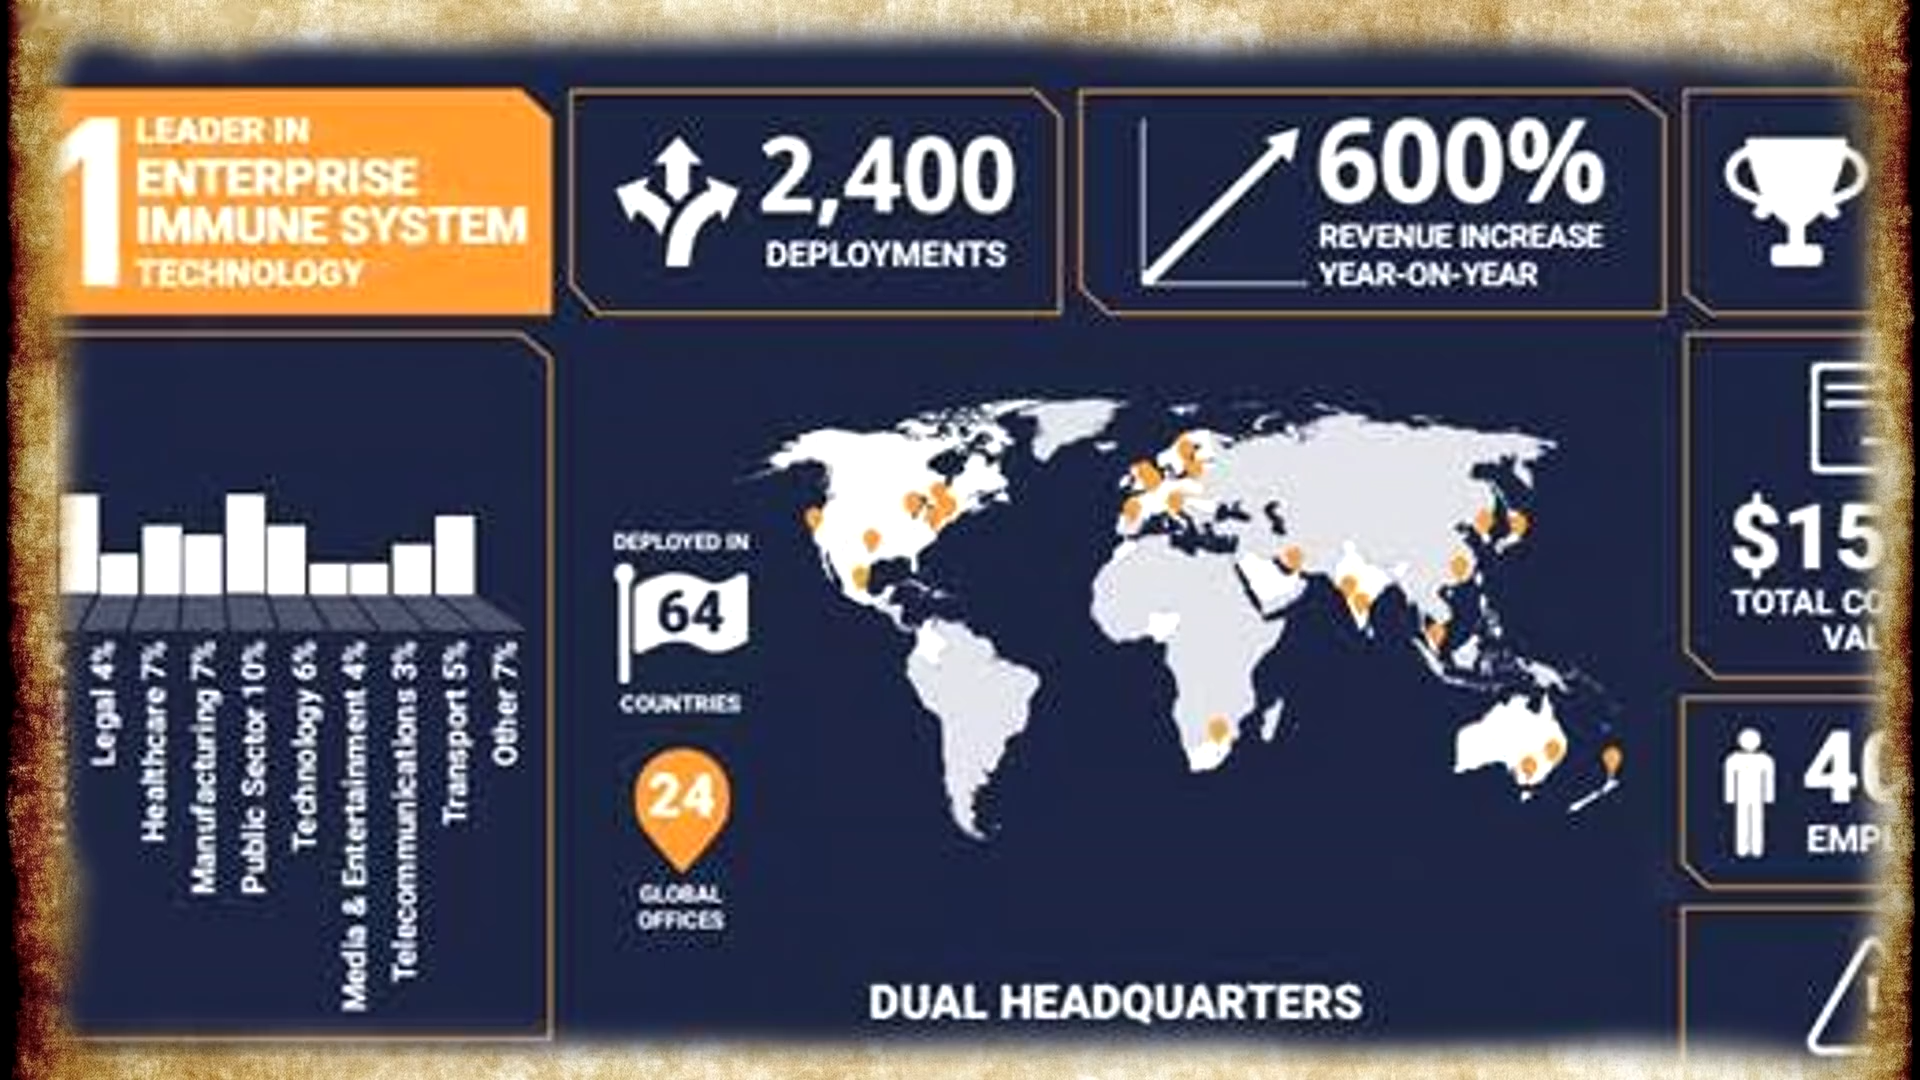 1
LEADER IN
ENTERPRISE
IMMUNE SYSTEM
TECHNOLOGY
2,400
DEPLOYMENTS
600%
REVENUE INCREASE
YEAR-ON-YEAR
Legal 4%
Healthcare 7%
Manufacturing 7%
Public Sector 10%
Technology 6%
Media & Entertainment 4%
Telecommunications 3%
Transport 5%
Other 7%
DEPLOYED IN
64
COUNTRIES
24
GLOBAL
OFFICES
DUAL HEADQUARTERS
$15
TOTAL